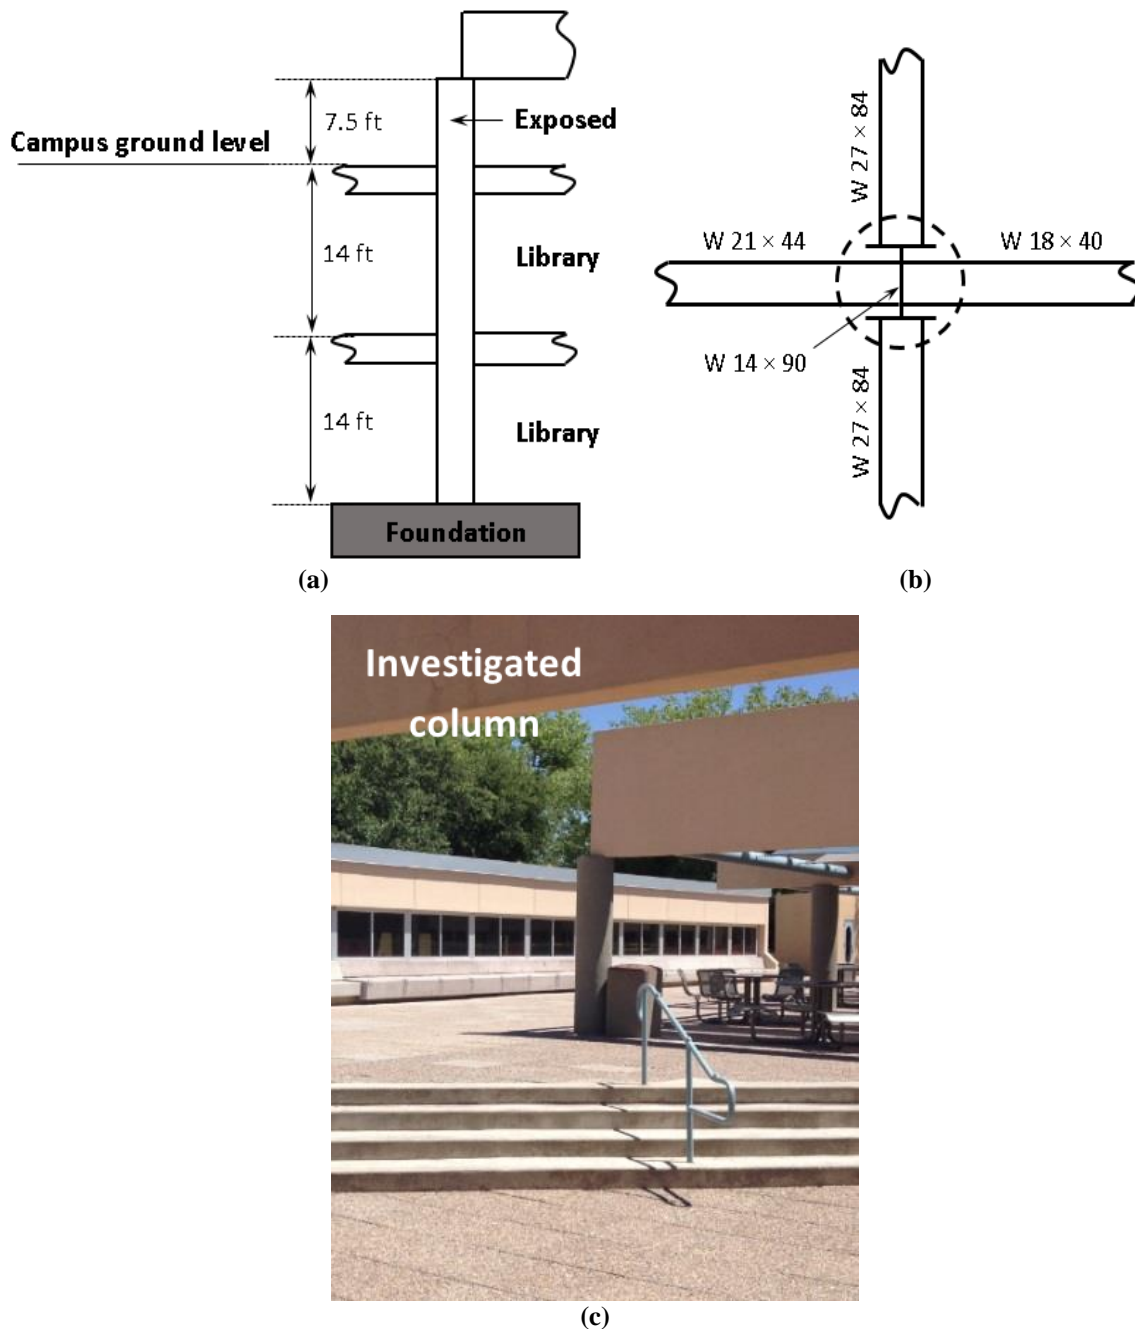 7.5 ft
Exposed
Campus ground level
14 ft
Library
14 ft
Library
Foundation
(a)
W 27 × 84
W 21 × 44
W 18 × 40
W 14 × 90
W 27 × 84
(b)
Investigated
column
(c)